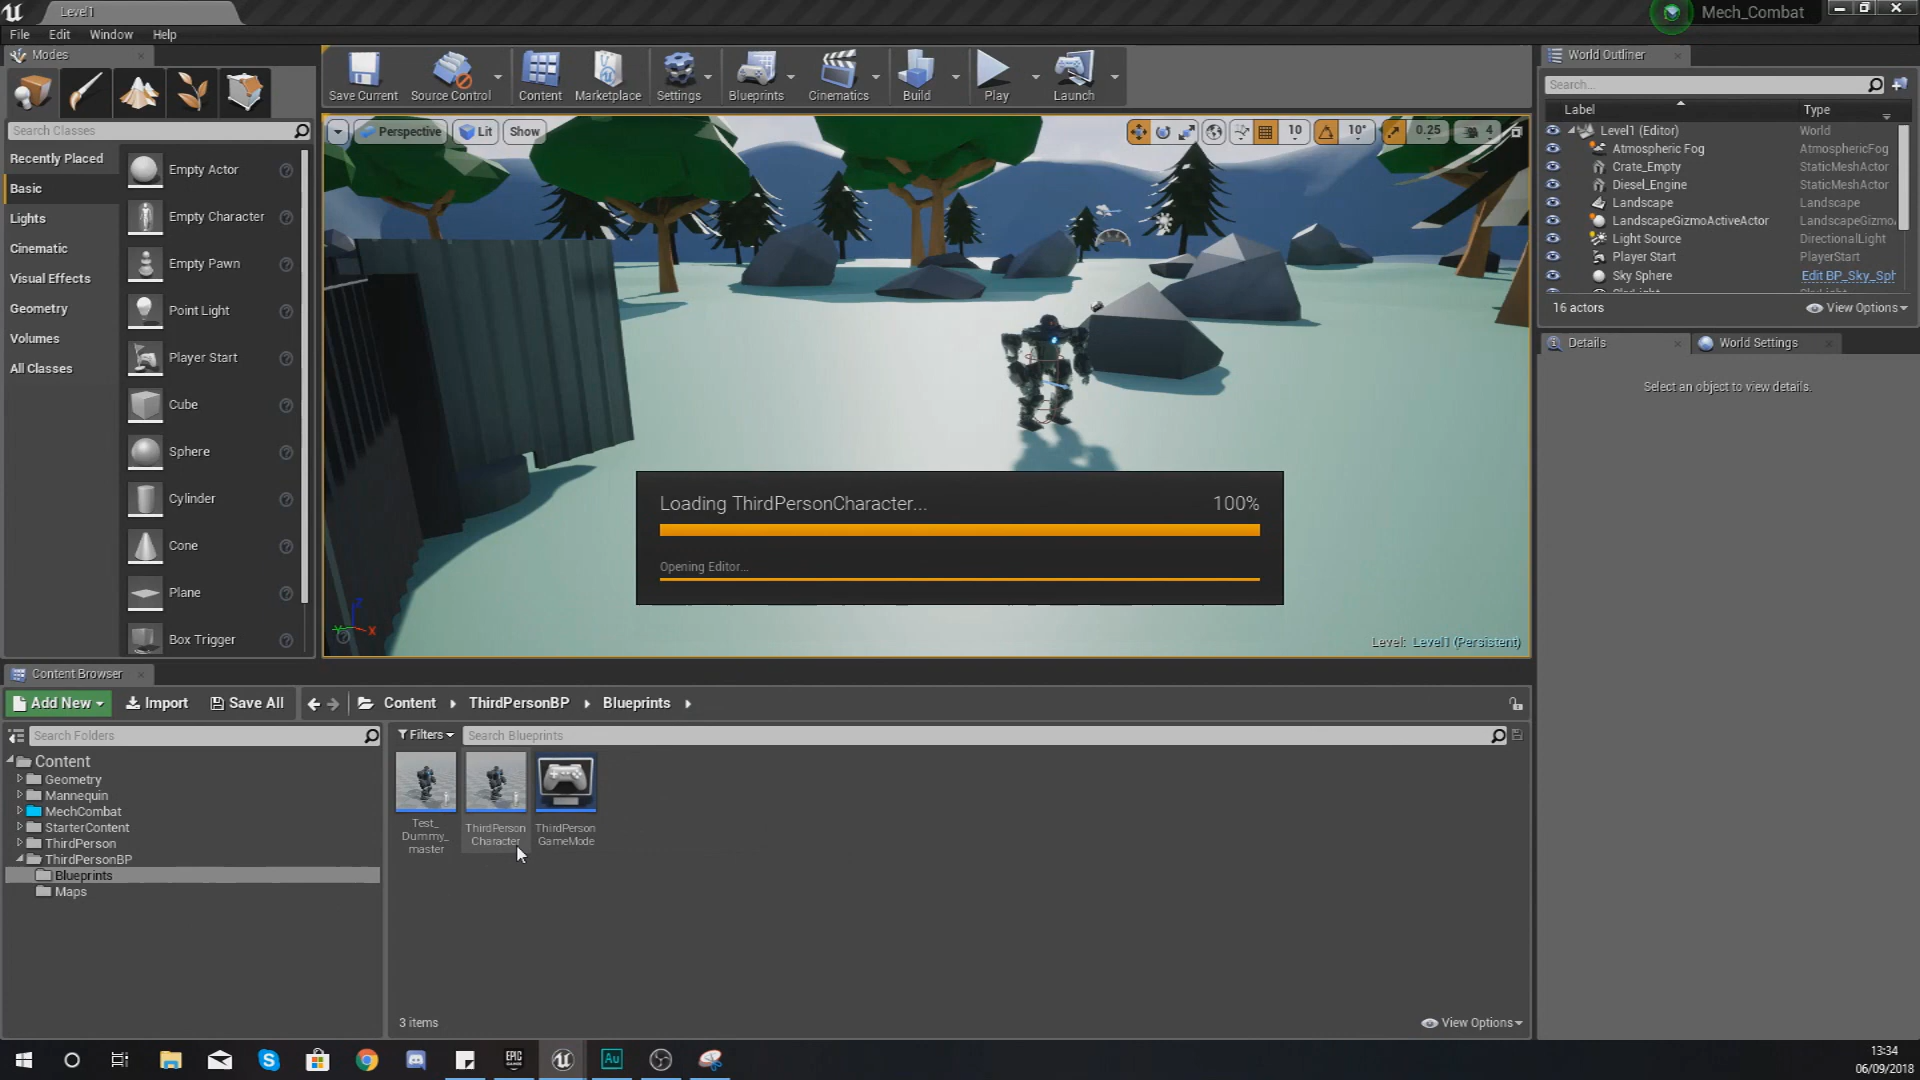 Level1
Mech_Combat
File Edit Window Help
Modes
Search Classes
Recently Placed
Basic
Lights
Cinematic
Visual Effects
Geometry
Volumes
All Classes
Empty Actor
Empty Character
Empty Pawn
Point Light
Player Start
Cube
Sphere
Cylinder
Cone
Plane
Box Trigger
Save Current Source Control Content Marketplace Settings Blueprints Cinematics Build Play Launch
Perspective Lit Show
10 10° 0.25 4
Loading ThirdPersonCharacter... 100%
Opening Editor...
Z
X
Level: Level1 (Persistent)
World Outliner
Search...
Label Type
Level1 (Editor) World
Atmospheric Fog AtmosphericFog
Crate_Empty StaticMeshActor
Diesel_Engine StaticMeshActor
Landscape Landscape
LandscapeGizmoActiveActor LandscapeGizmo
Light Source DirectionalLight
Player Start PlayerStart
Sky Sphere Edit BP_Sky_Sph
16 actors View Options
Details World Settings
Select an object to view details.
Content Browser
Add New Import Save All Content ThirdPersonBP Blueprints
Search Folders
Filters Search Blueprints
Content
Geometry
Mannequin
MechCombat
StarterContent
ThirdPerson
ThirdPersonBP
Blueprints
Maps
Test_
Dummy_
master
ThirdPerson
Character
ThirdPerson
GameMode
3 items View Options
EPIC
GAMES
Au
13:34
06/09/2018